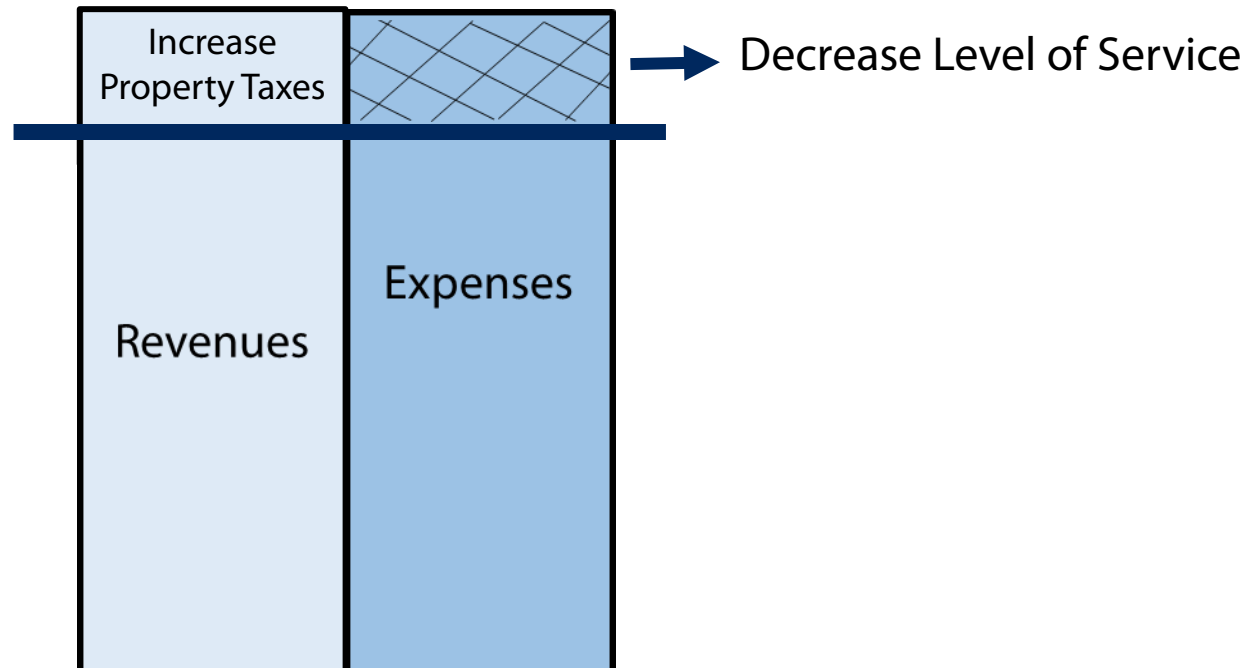 Increase
Property Taxes
Decrease Level of Service
Expenses
Revenues